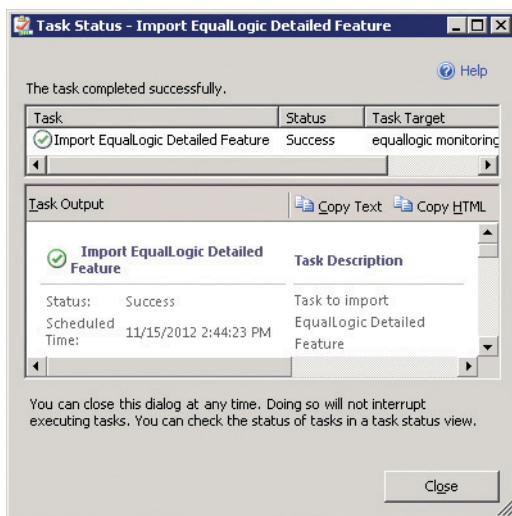 Task Status - Import EqualLogic Detailed Feature
Help
The task completed successfully.
Task Status Task Target
Import EqualLogic Detailed Feature Success equallogic monitoring
Task Output Copy Text Copy HTML
Import EqualLogic Detailed
Feature
Task Description
Status: Success
Scheduled
Time: 11/15/2012 2:44:23 PM
Task to import
EqualLogic Detailed
Feature
You can close this dialog at any time. Doing so will not interrupt
executing tasks. You can check the status of tasks in a task status view.
Close